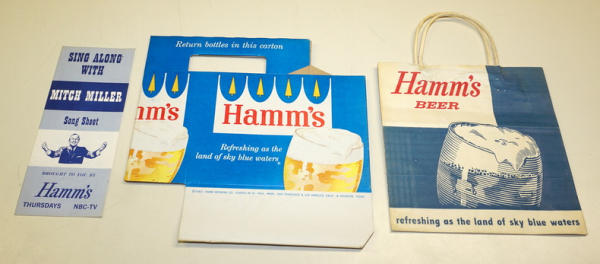 SING ALONG
WITH
MITCH MILLER
Song Sheet
BROUGHT TO YOU BY
Hamm's
THURSDAYS NBC-TV
Return bottles in this carton
mm's
Hamm's
Refreshing as the
land of sky blue waters
Hamm's
BEER
refreshing as the land of sky blue waters